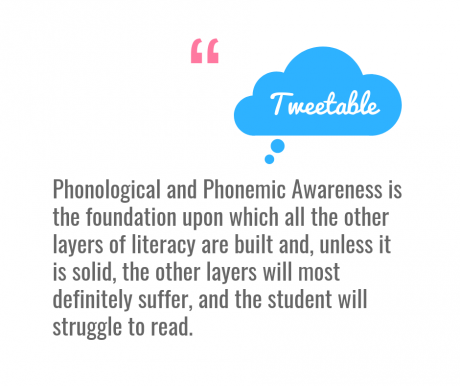 “
Tweetable
Phonological and Phonemic Awareness is
the foundation upon which all the other
layers of literacy are built and, unless it
is solid, the other layers will most
definitely suffer, and the student will
struggle to read.